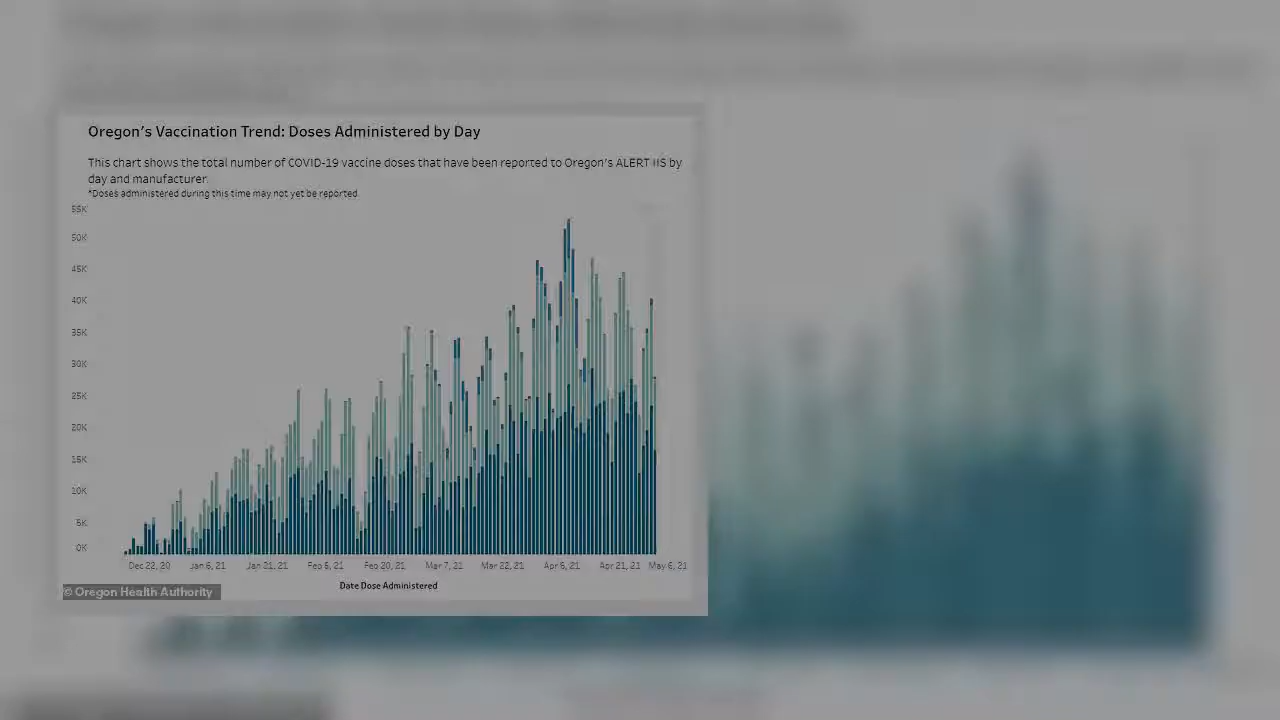 Oregon's Vaccination Trend: Doses Administered by Day
This chart shows the total number of COVID-19 vaccine doses that have been reported to Oregon's ALERT IIS by
day and manufacturer.
*Doses administered during this time may not yet be reported.
55K
50K
45K
40K
35K
30K
25K
20K
15K
10K
5K
0K
Dec 22, 20 Jan 6, 21 Jan 21, 21 Feb 5, 21 Feb 20, 21 Mar 7, 21 Mar 22, 21 Apr 6, 21 Apr 21, 21 May 6, 21
Date Dose Administered
© Oregon Health Authority